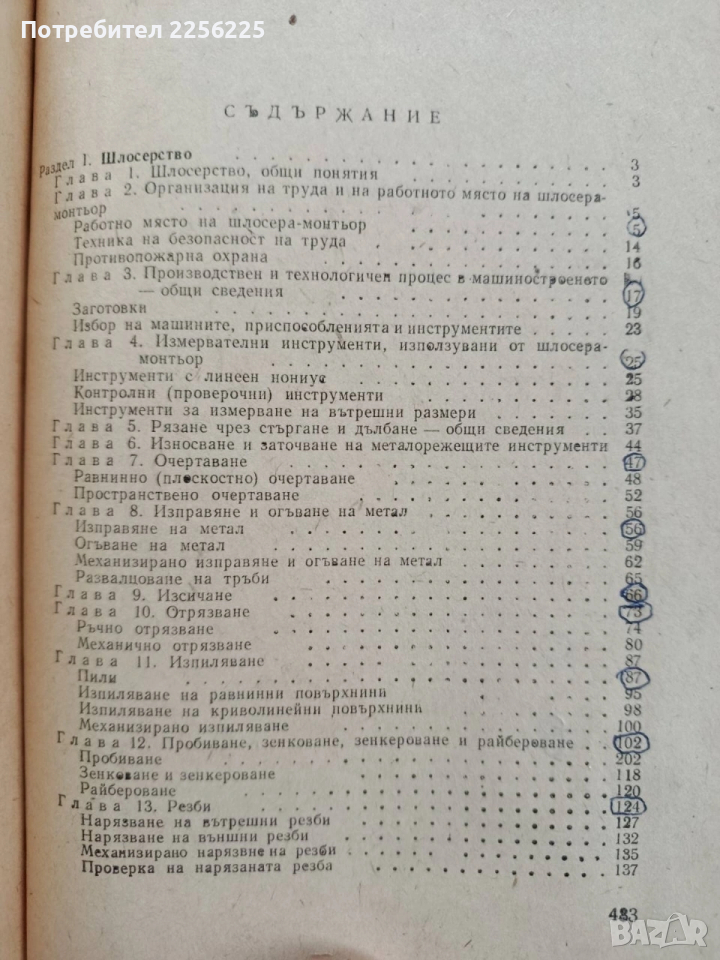 Потребител 2256225
СЪДЪРЖАНИЕ
Раздел I. Шлосерство 3
Глава 1. Шлосерство, общи понятия 3
Глава 2. Организация на труда и на работното място на шлосера-
монтьор 5
Работно място на шлосера-монтьор 5
Техника на безопасност на труда 14
Противопожарна охрана 16
Глава 3. Производствен и технологичен процес в машиностроенето
— общи сведения 17
Заготовки 19
Избор на машините, приспособленията и инструментите 23
Глава 4. Измервателни инструменти, използувани от шлосера-
монтьор 25
Инструменти с линеен нониус 25
Контролни (проверочни) инструменти 28
Инструменти за измерване на вътрешни размери 35
Глава 5. Рязане чрез стъргане и дълбане — общи сведения 37
Глава 6. Износване и заточване на металорежещите инструменти 44
Глава 7. Очертаване 47
Равнинно (плоскостно) очертаване 48
Пространствено очертаване 52
Глава 8. Изправяне и огъване на метал 56
Изправяне на метал 56
Огъване на метал 59
Механизирано изправяне и огъване на метал 62
Развалцоване на тръби 65
Глава 9. Изсичане 66
Глава 10. Отрязване 73
Ръчно отрязване 74
Механично отрязване 80
Глава 11. Изпиляване 87
Пили 87
Изпиляване на равнинни повърхнини 95
Изпиляване на криволинейни повърхнини 98
Механизирано изпиляване 100
Глава 12. Пробиване, зенковане, зенкероване и райбероване 102
Пробиване 202
Зенковане и зенкероване 118
Райбероване 120
Глава 13. Резби 124
Нарязване на вътрешни резби 127
Нарязване на външни резби 132
Механизирано нарязвне на резби 135
Проверка на нарязаната резба 137
483
BAZAR